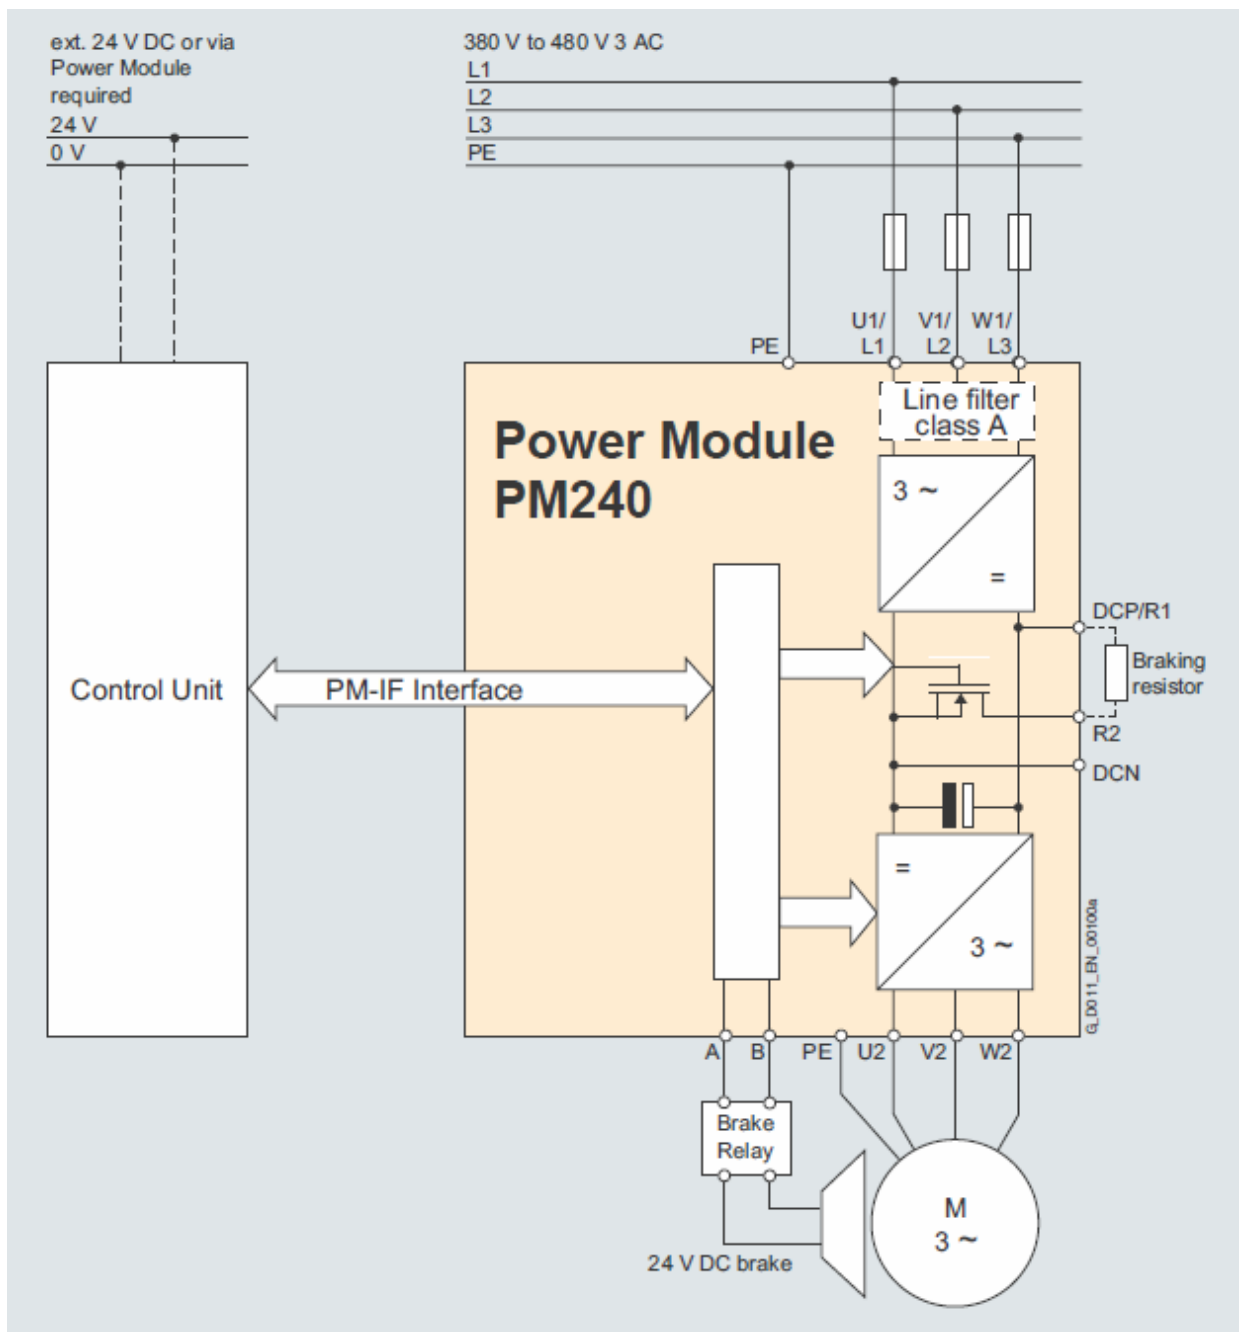 ext. 24 V DC or via
Power Module
required
24 V
0 V
380 V to 480 V 3 AC
L1
L2
L3
PE
PE
U1/
L1
V1/
L2
W1/
L3
Line filter
class A
Power Module
PM240
3 ~
=
DCP/R1
Braking
resistor
R2
DCN
Control Unit
PM-IF Interface
=
3 ~
G_D011_EN_00100a
A
B
PE
U2
V2
W2
Brake
Relay
M
3 ~
24 V DC brake